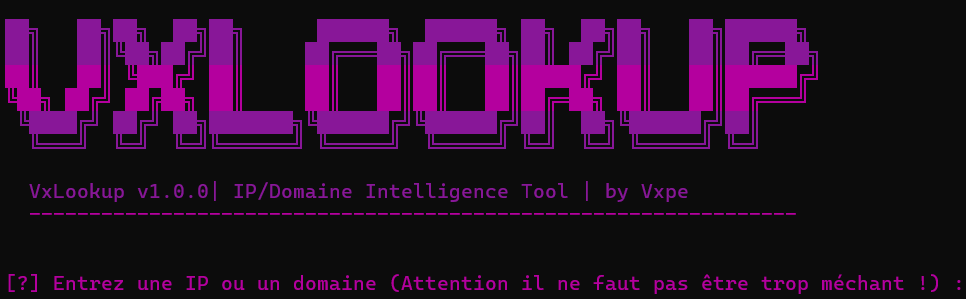 VXLOOKUP
VxLookup v1.0.0| IP/Domaine Intelligence Tool | by Vxpe
----------------------------------------------------------------
[?] Entrez une IP ou un domaine (Attention il ne faut pas être trop méchant !) :